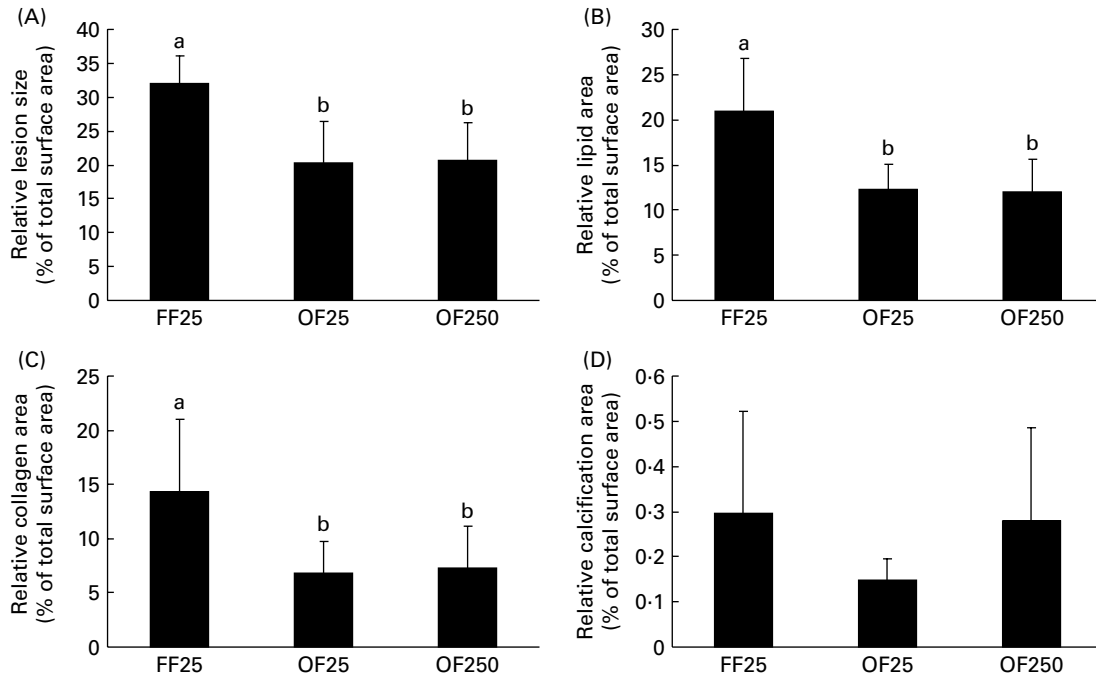 (A)
Relative lesion size
(% of total surface area)
40
35
30
25
20
15
10
5
0
a
b
b
FF25 OF25 OF250
(B)
Relative lipid area
(% of total surface area)
30
25
20
15
10
5
0
a
b
b
FF25 OF25 OF250
(C)
Relative collagen area
(% of total surface area)
25
20
15
10
5
0
a
b
b
FF25 OF25 OF250
(D)
Relative calcification area
(% of total surface area)
0·6
0·5
0·4
0·3
0·2
0·1
0
FF25 OF25 OF250